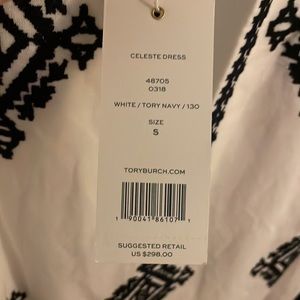 CELESTE DRESS
48705
0318
WHITE / TORY NAVY / 130
SIZE
S
TORYBURCH.COM
1 90041 86107 1
SUGGESTED RETAIL
US $298.00